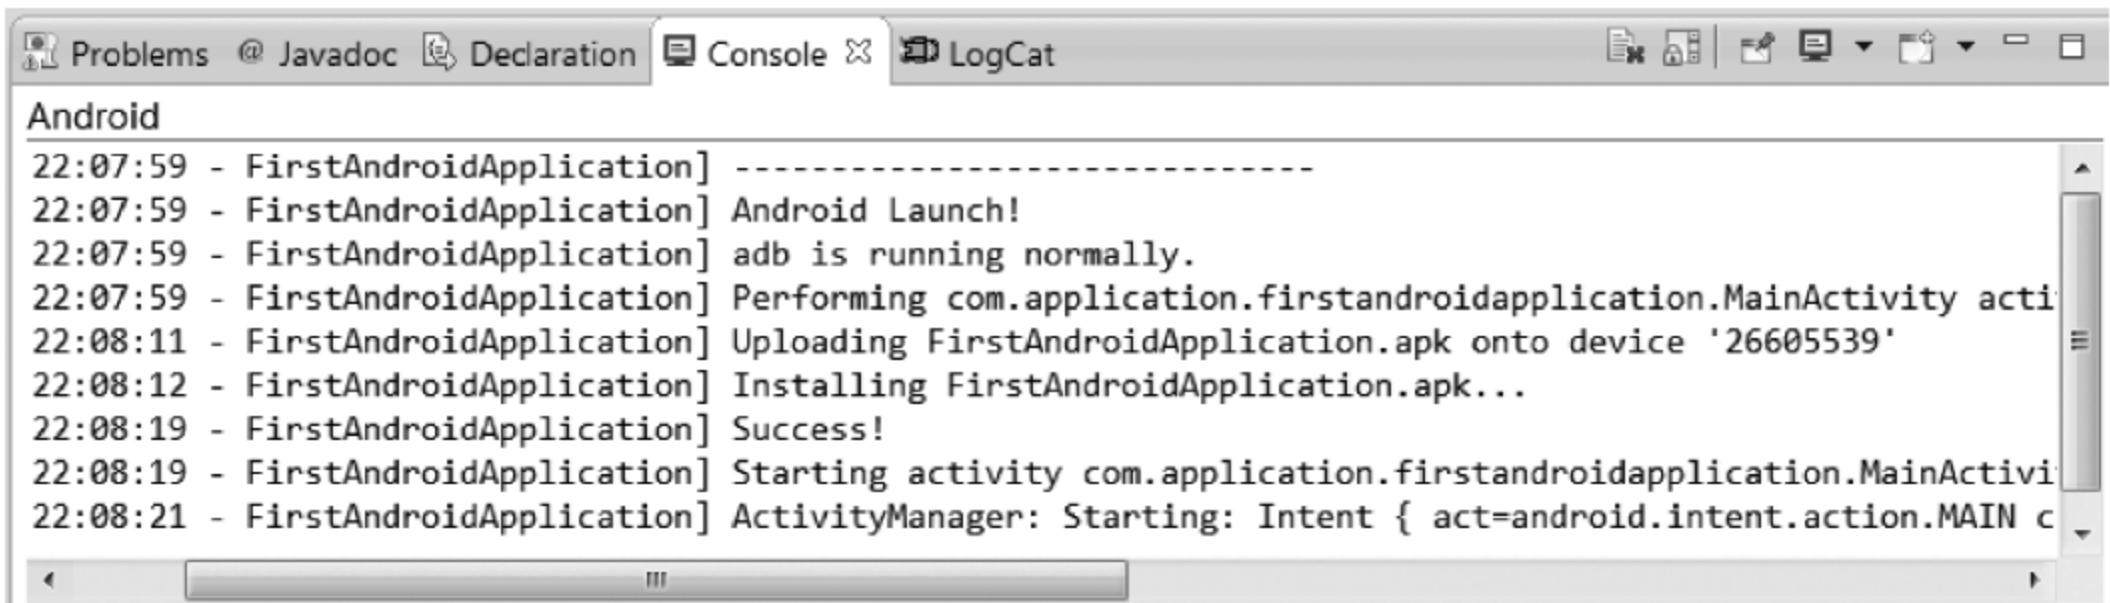 Problems @ Javadoc Declaration Console LogCat
Android
22:07:59 - FirstAndroidApplication] ------------------------------
22:07:59 - FirstAndroidApplication] Android Launch!
22:07:59 - FirstAndroidApplication] adb is running normally.
22:07:59 - FirstAndroidApplication] Performing com.application.firstandroidapplication.MainActivity acti
22:08:11 - FirstAndroidApplication] Uploading FirstAndroidApplication.apk onto device '26605539'
22:08:12 - FirstAndroidApplication] Installing FirstAndroidApplication.apk...
22:08:19 - FirstAndroidApplication] Success!
22:08:19 - FirstAndroidApplication] Starting activity com.application.firstandroidapplication.MainActivi
22:08:21 - FirstAndroidApplication] ActivityManager: Starting: Intent { act=android.intent.action.MAIN c